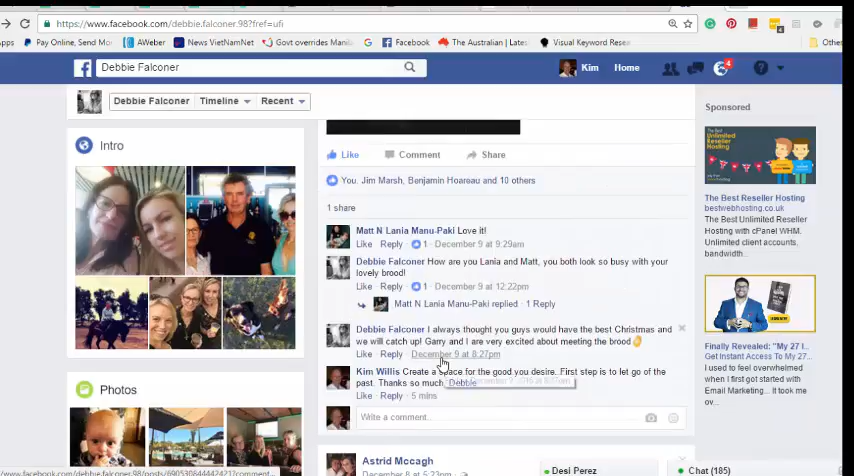 https://www.facebook.com/debbie.falconer.98?fref=ufi
Apps
Pay Online, Send Mo
AWeber
News VietNamNet
Govt overrides Manila
Facebook
The Australian | Lates
Visual Keyword Rese
Othe
Debbie Falconer
Kim
Home
4
Debbie Falconer
Timeline
Recent
Intro
Photos
Like
Comment
Share
You, Jim Marsh, Benjamin Hoareau and 10 others
1 share
Matt N Lania Manu-Paki Love it!
Like Reply 1 · December 9 at 9:29am
Debbie Falconer How are you Lania and Matt, you both look so busy with your
lovely brood!
Like Reply 1 · December 9 at 12:22pm
Matt N Lania Manu-Paki replied · 1 Reply
Debbie Falconer I always thought you guys would have the best Christmas and
we will catch up! Garry and I are very excited about meeting the brood👌
Like Reply December 9 at 8:27pm
Kim Willis Create a space for the good you desire.. First step is to let go of the
past. Thanks so much, Debbie
Like · Reply · 5 mins
Write a comment...
Astrid Mccagh
December 8 at 5:23pm
Sponsored
The Best
Unlimited
Reseller
Hosting
The Best Reseller Hosting
bestwebhosting.co.uk
The Best Unlimited
Reseller Hosting
with cPanel WHM.
Unlimited client accounts,
bandwidth..
Finally Revealed: "My 27 I...
Get Instant Access To My 27...
I used to feel overwhelmed
when I first got started with
Email Marketing... It took me
ov...
Desi Perez
Chat (185)